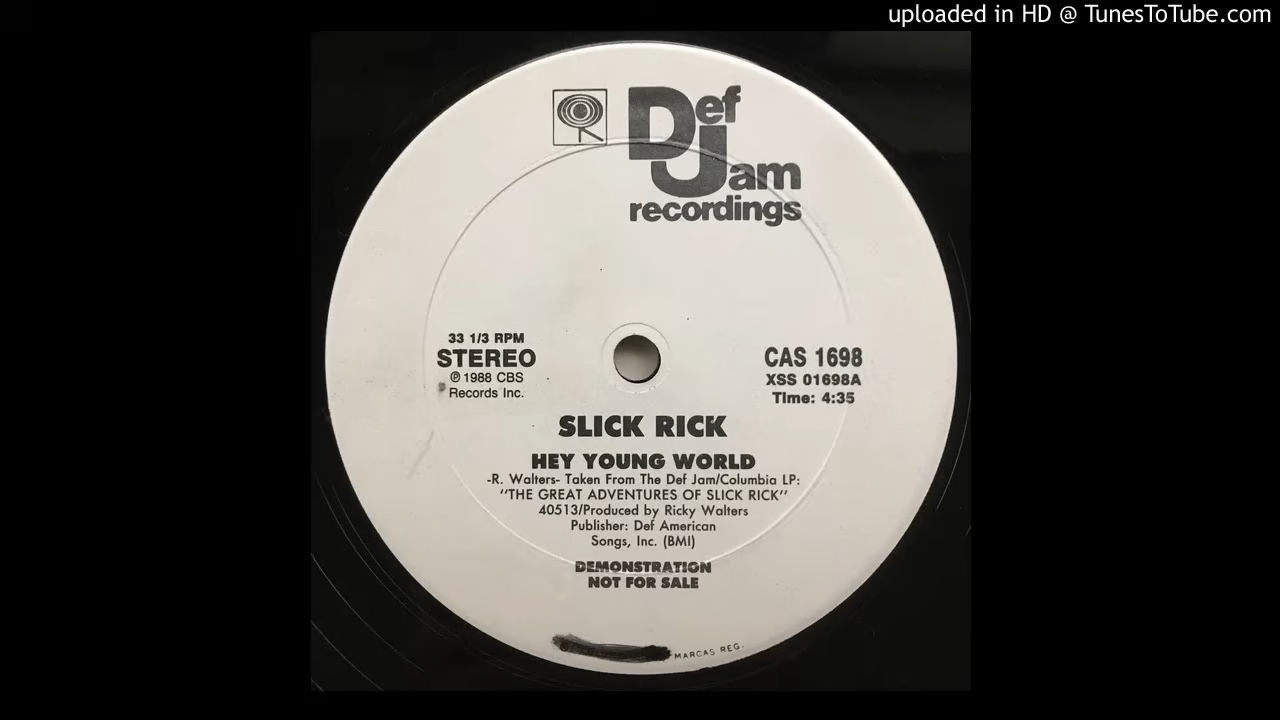 uploaded in HD @ TunesToTube.com
Def
Jam
recordings
33 1/3 RPM
STEREO
℗ 1988 CBS
Records Inc.
CAS 1698
XSS 01698A
Time: 4:35
SLICK RICK
HEY YOUNG WORLD
-R. Walters- Taken From The Def Jam/Columbia LP:
"THE GREAT ADVENTURES OF SLICK RICK"
40513/Produced by Ricky Walters
Publisher: Def American
Songs, Inc. (BMI)
DEMONSTRATION
NOT FOR SALE
MARCAS REG.